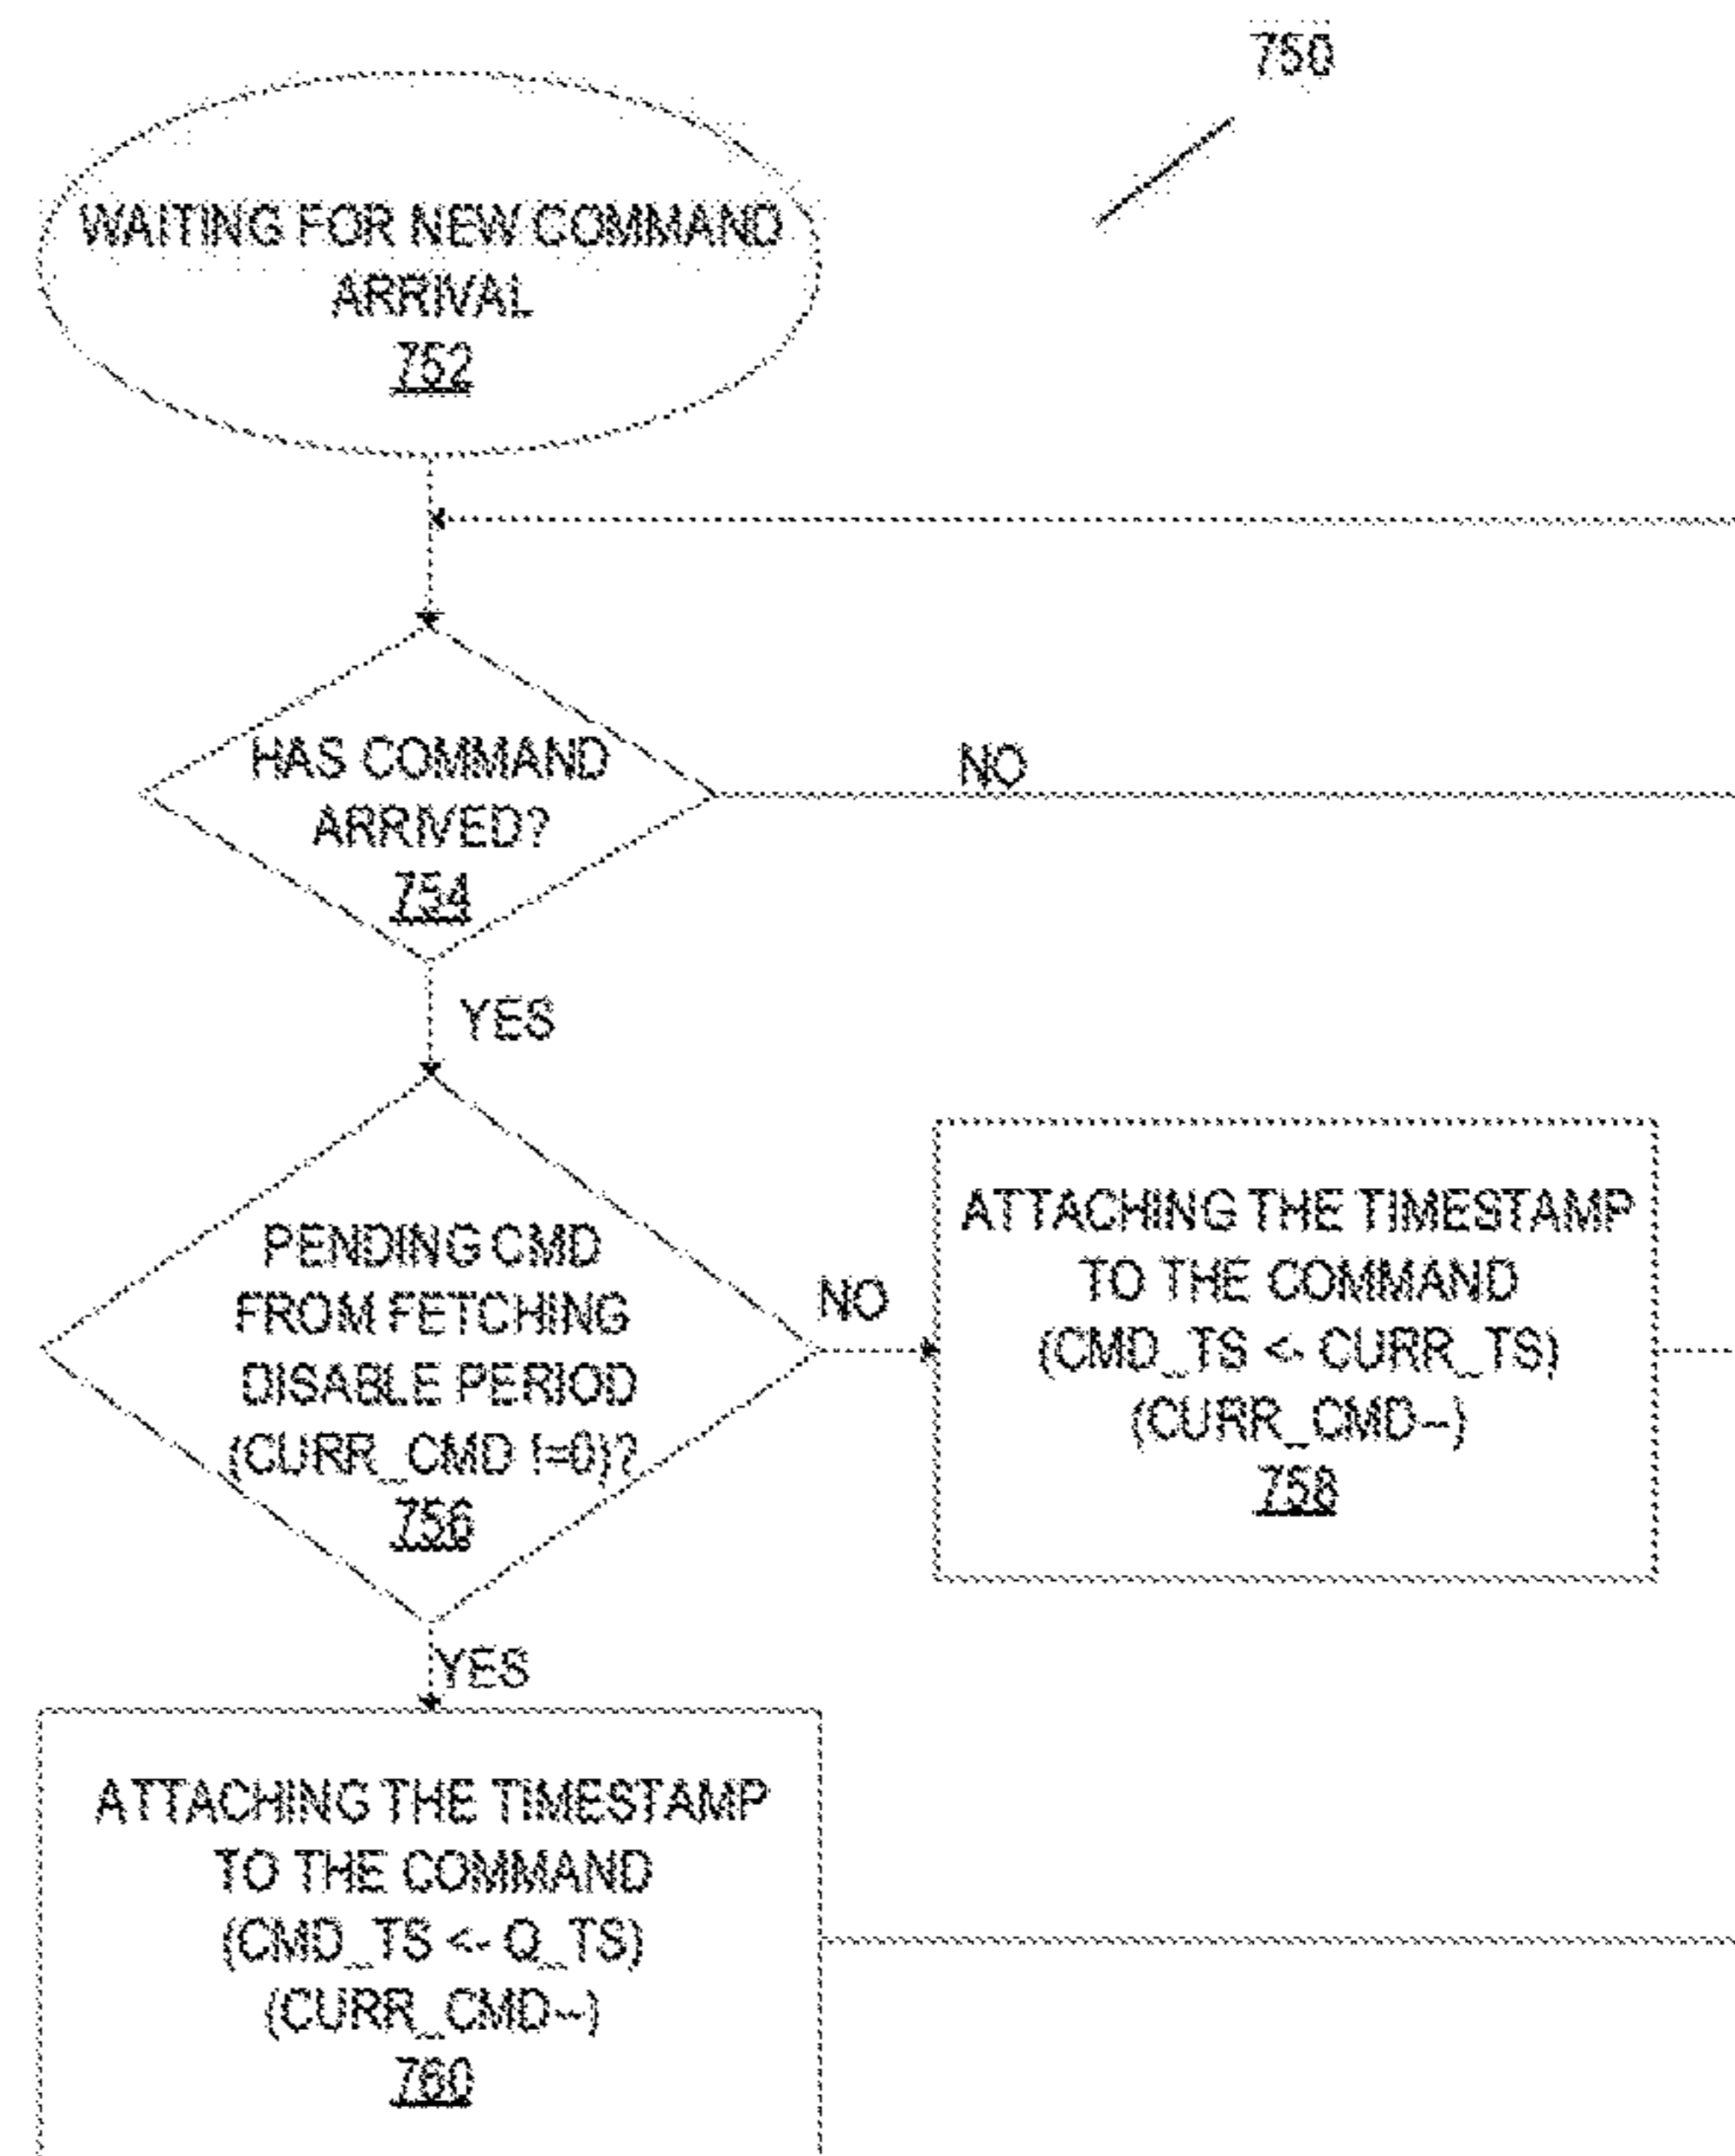 750
WAITING FOR NEW COMMAND
ARRIVAL
752
HAS COMMAND
ARRIVED?
754
NO
YES
PENDING CMD
FROM FETCHING
DISABLE PERIOD
(CURR_CMD !=0)?
756
NO
ATTACHING THE TIMESTAMP
TO THE COMMAND
(CMD_TS <- CURR_TS)
(CURR_CMD--)
758
YES
ATTACHING THE TIMESTAMP
TO THE COMMAND
(CMD_TS <- Q_TS)
(CURR_CMD--)
760